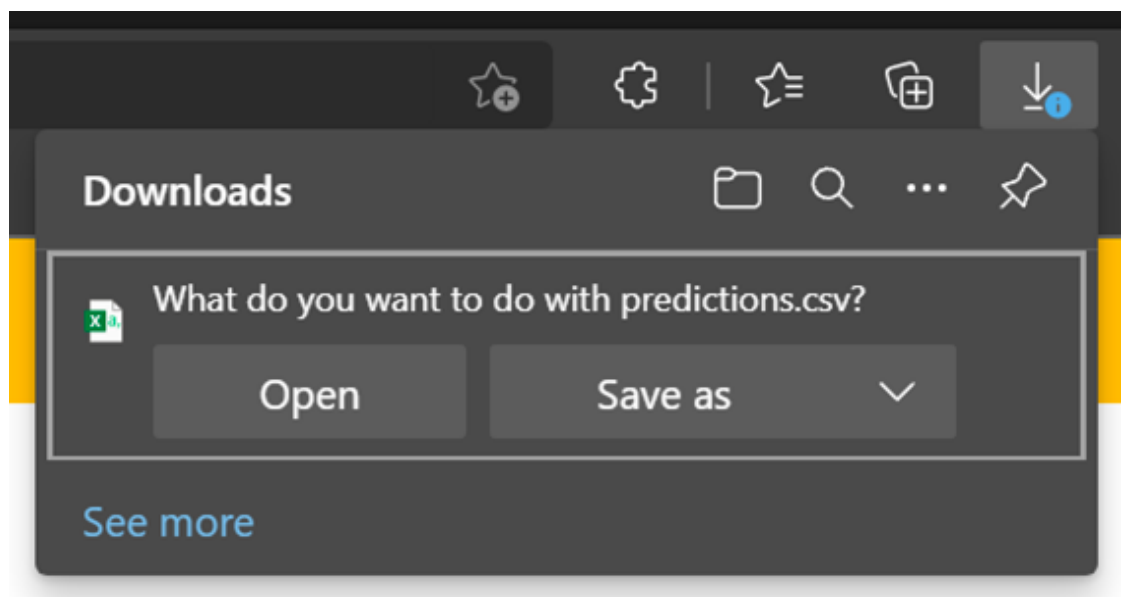 Downloads
What do you want to do with predictions.csv?
Open
Save as
See more